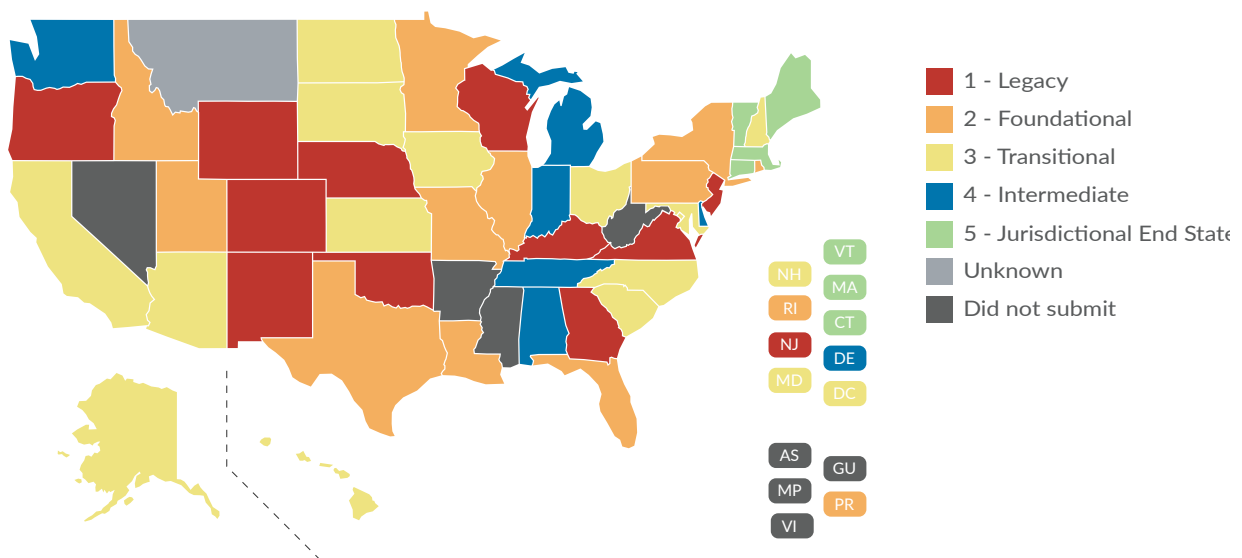 1 - Legacy
2 - Foundational
3 - Transitional
4 - Intermediate
5 - Jurisdictional End State
Unknown
Did not submit
VT
NH
MA
RI
CT
NJ
DE
MD
DC
AS
GU
MP
PR
VI